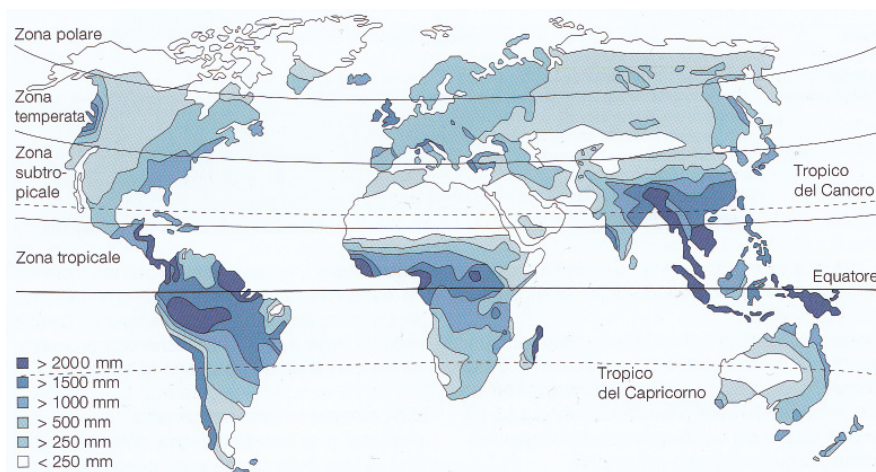 Zona polare
Zona
temperata
Zona
subtro-
picale
Tropico
del Cancro
Zona tropicale
Equatore
Tropico
del Capricorno
> 2000 mm
> 1500 mm
> 1000 mm
> 500 mm
> 250 mm
< 250 mm